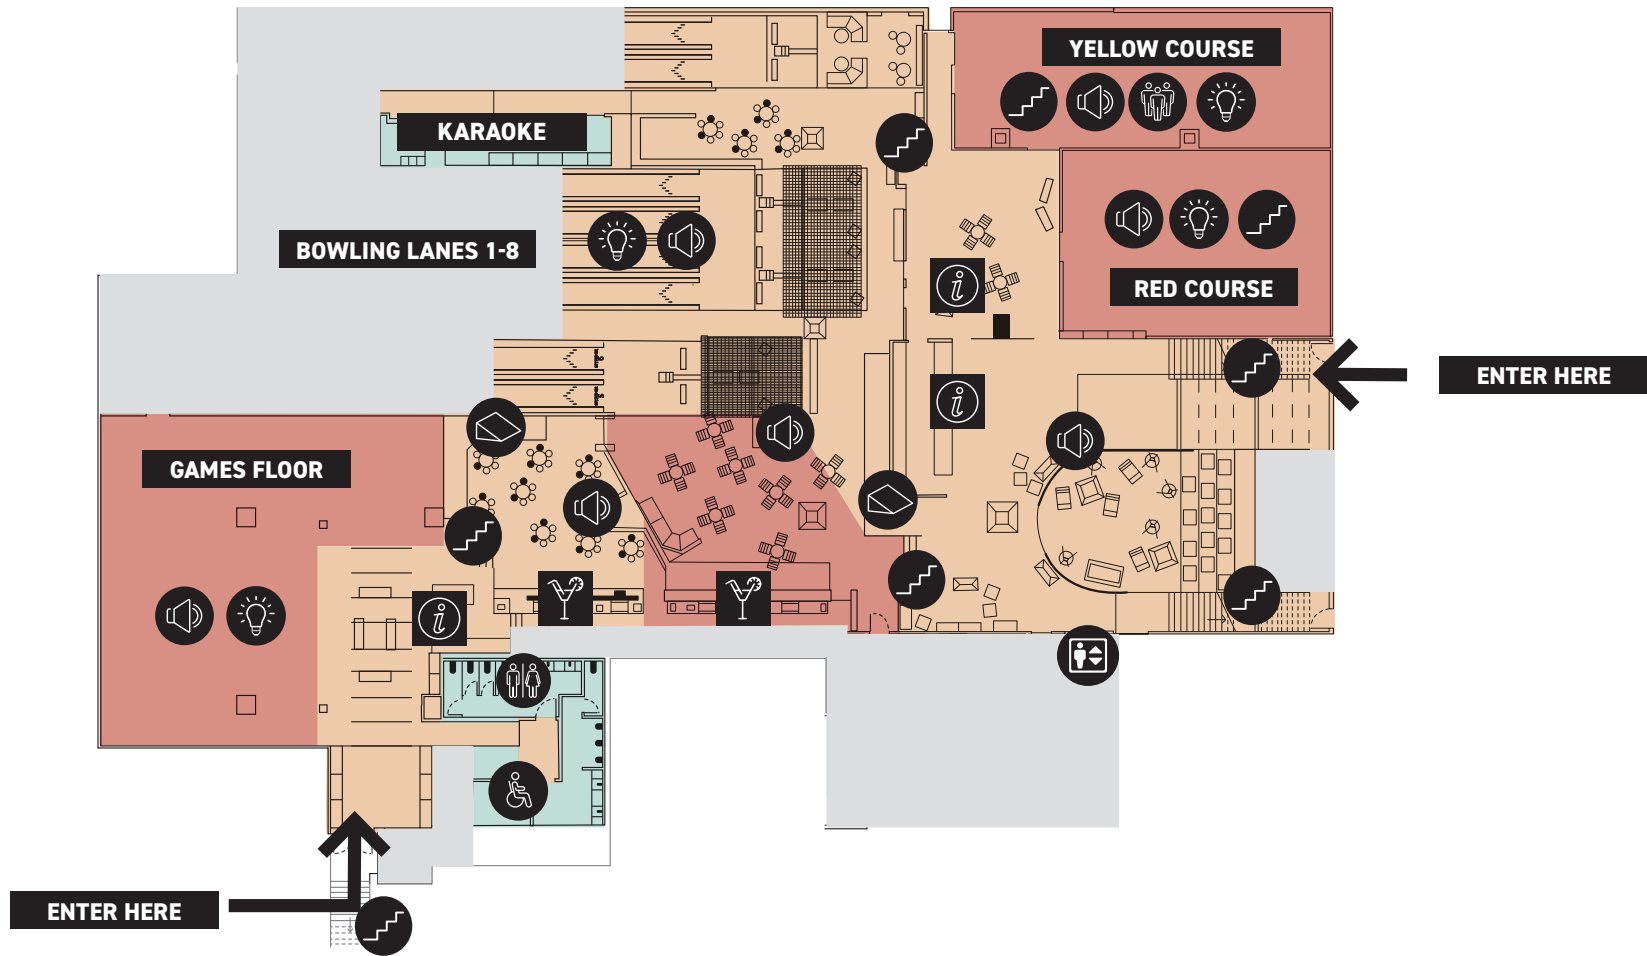 YELLOW COURSE
KARAOKE
BOWLING LANES 1-8
i
RED COURSE
ENTER HERE
i
GAMES FLOOR
i
ENTER HERE